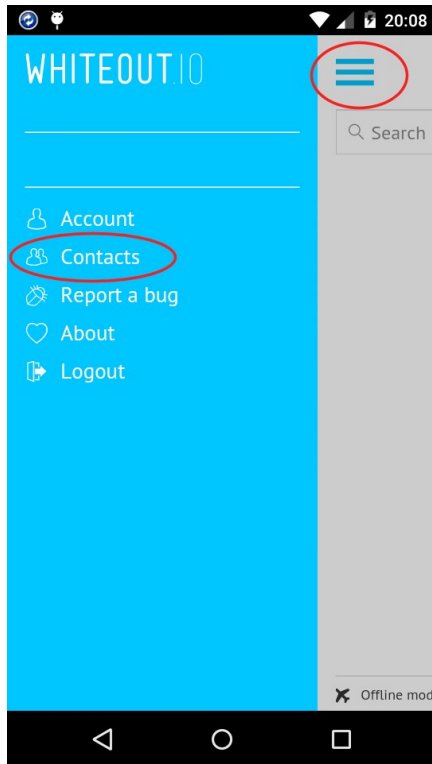 20:08
WHITEOUT.IO
Search
Account
Contacts
Report a bug
About
Logout
Offline mod